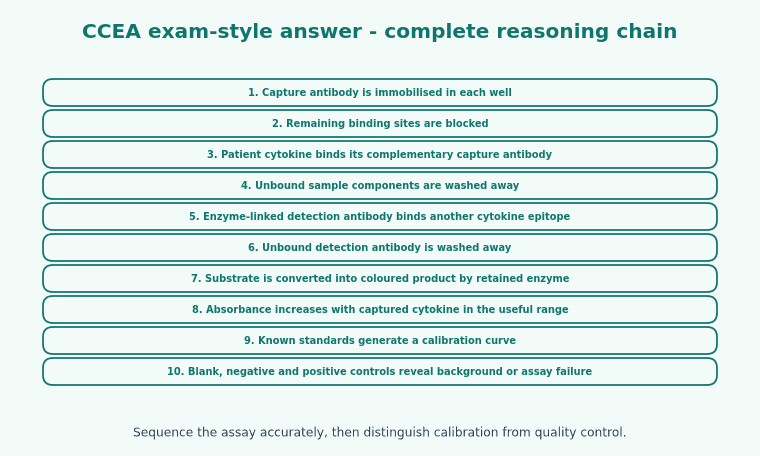 CCEA exam-style answer - complete reasoning chain
1. Capture antibody is immobilised in each well
2. Remaining binding sites are blocked
3. Patient cytokine binds its complementary capture antibody
4. Unbound sample components are washed away
5. Enzyme-linked detection antibody binds another cytokine epitope
6. Unbound detection antibody is washed away
7. Substrate is converted into coloured product by retained enzyme
8. Absorbance increases with captured cytokine in the useful range
9. Known standards generate a calibration curve
10. Blank, negative and positive controls reveal background or assay failure
Sequence the assay accurately, then distinguish calibration from quality control.